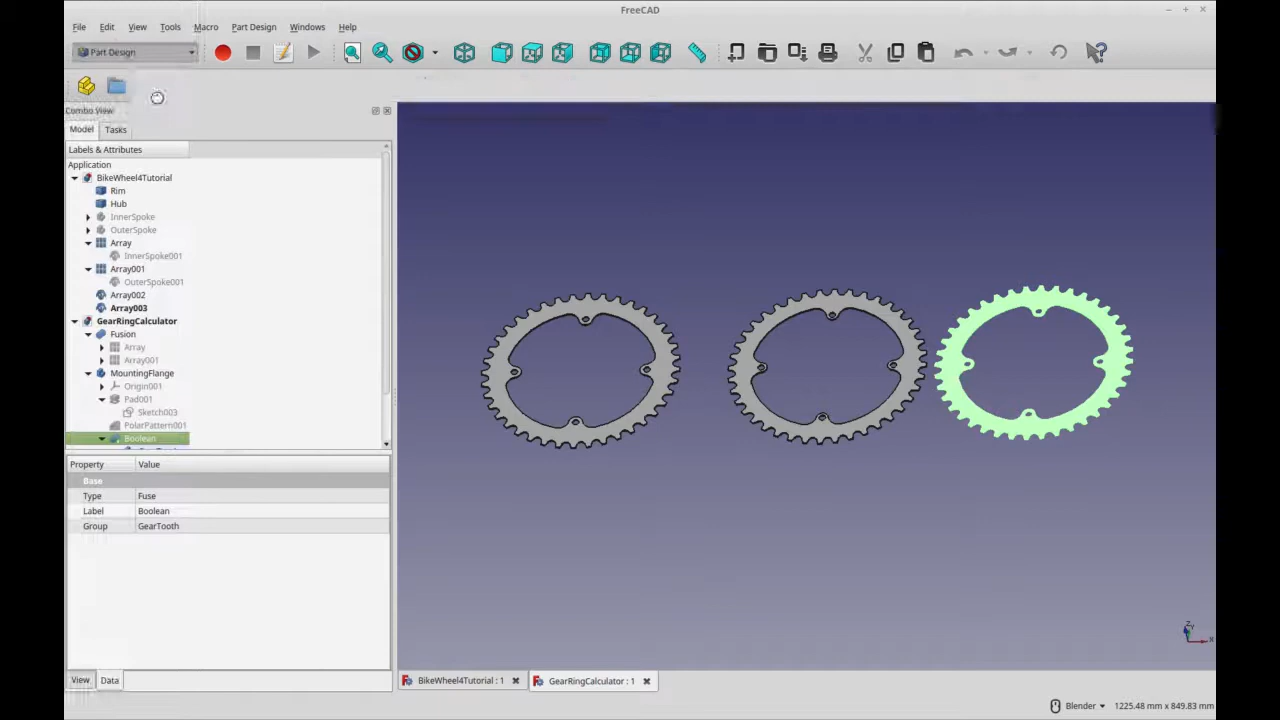 FreeCAD
File Edit View Tools Macro Part Design Windows Help
Part Design
Combo View
Model Tasks
Labels & Attributes
Application
BikeWheel4Tutorial
Rim
Hub
InnerSpoke
OuterSpoke
Array
InnerSpoke001
Array001
OuterSpoke001
Array002
Array003
GearRingCalculator
Fusion
Array
Array001
MountingFlange
Origin001
Pad001
Sketch003
PolarPattern001
Boolean
Property Value
Base
Type Fuse
Label Boolean
Group GearTooth
Z
Y
X
View Data
BikeWheel4Tutorial : 1
GearRingCalculator : 1
Blender 1225.48 mm x 849.83 mm